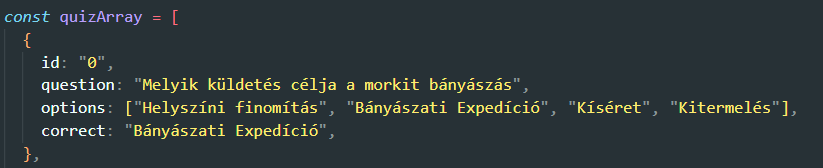 const quizArray = [
{
id: "0",
question: "Melyik küldetés célja a morkit bányászás",
options: ["Helyszíni finomítás", "Bányászati Expedíció", "Kíséret", "Kitermelés"],
correct: "Bányászati Expedíció",
},